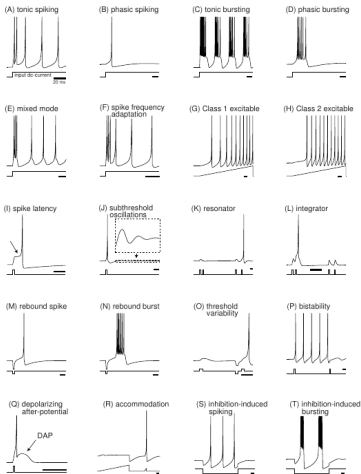 (A) tonic spiking
(B) phasic spiking
(C) tonic bursting
(D) phasic bursting
input dc current
20 ms
(E) mixed mode
(F) spike frequency
adaptation
(G) Class 1 excitable
(H) Class 2 excitable
(I) spike latency
(J) subthreshold
oscillations
(K) resonator
(L) integrator
(M) rebound spike
(N) rebound burst
(O) threshold
variability
(P) bistability
(Q) depolarizing
after-potential
DAP
(R) accommodation
(S) inhibition-induced
spiking
(T) inhibition-induced
bursting